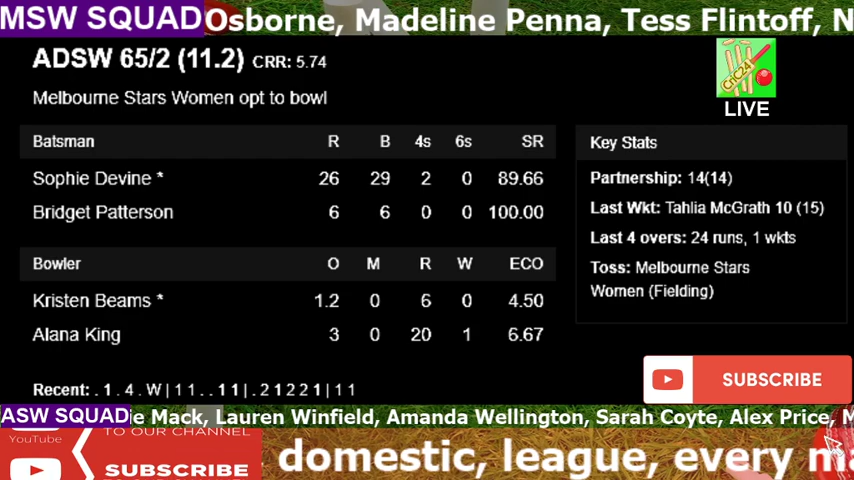 MSW SQUAD Osborne, Madeline Penna, Tess Flintoff, N
ADSW 65/2 (11.2) CRR: 5.74
Cric24
LIVE
Melbourne Stars Women opt to bowl
Batsman R B 4s 6s SR
Sophie Devine * 26 29 2 0 89.66
Bridget Patterson 6 6 0 0 100.00
Bowler O M R W ECO
Kristen Beams * 1.2 0 6 0 4.50
Alana King 3 0 20 1 6.67
Recent: . 1 . 4 . W | 1 1 . . 1 1 | . 2 1 2 2 1 | 1 1
Key Stats
Partnership: 14(14)
Last Wkt: Tahlia McGrath 10 (15)
Last 4 overs: 24 runs, 1 wkts
Toss: Melbourne Stars
Women (Fielding)
SUBSCRIBE
ASW SQUAD ie Mack, Lauren Winfield, Amanda Wellington, Sarah Coyte, Alex Price, M
YouTube
TO OUR CHANNEL
SUBSCRIBE
domestic, league, every ma